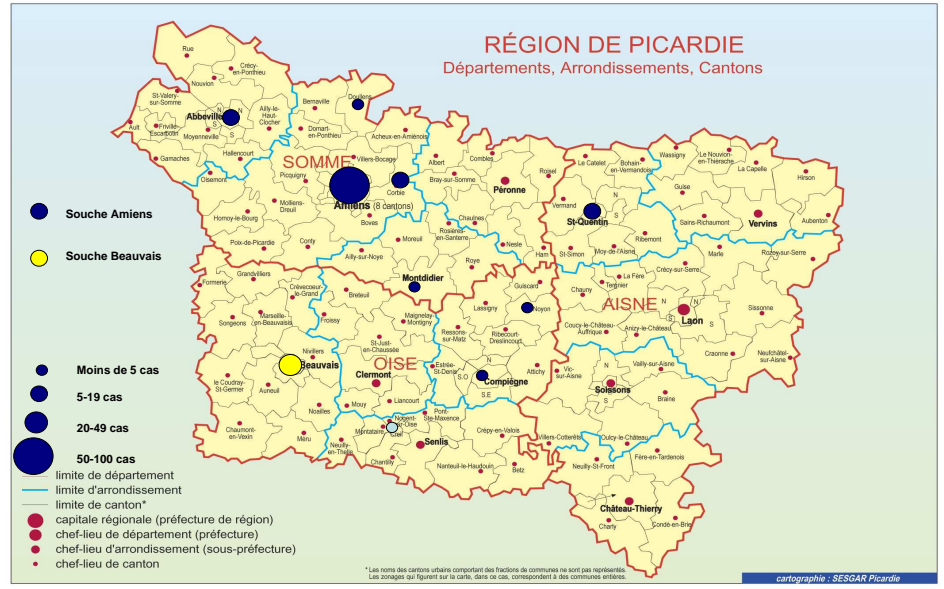 RÉGION DE PICARDIE
Départements, Arrondissements, Cantons
Rue
Crécy-
en-Ponthieu
Nouvion
St-Valery-
sur-Somme
Abbeville
N
N
S
S
Ailly-le-
Haut-
Clocher
Ault
Friville-
Escarbotin
Moyenneville
Gamaches
Hallencourt
Oisemont
Bernaville
Doullens
Domart-
en-Ponthieu
Acheux-en-Amiénois
SOMME
Villers-Bocage
Picquigny
Corbie
Amiens (8 cantons)
Molliens-
Dreuil
Hornoy-le-Bourg
Boves
Poix-de-Picardie
Conty
Moreuil
Ailly-sur-Noye
Montdidier
Albert
Combles
Bray-sur-Somme
Péronne
Roisel
Chaulnes
Rosières-
en-Santerre
Nesle
Ham
Roye
Le Catelet
Bohain-
en-Vermandois
Wassigny
Le Nouvion-
en-Thiérache
La Capelle
Hirson
Guise
Vermand
N
St-Quentin
S
Sains-Richaumont
Vervins
Aubenton
Ribemont
St-Simon
Moy-de-l'Aisne
Marle
Rozoy-sur-Serre
Crécy-sur-Serre
La Fère
Chauny
Tergnier
AISNE
N
Laon
S
S
Sissonne
Coucy-le-Château-
Auffrique
Anizy-le-Château
Craonne
Neufchâtel-
sur-Aisne
Vic-
sur-Aisne
Vailly-sur-Aisne
N
Soissons
S
Braine
Villers-Cotterêts
Oulcy-le-Château
Fère-en-Tardenois
Neuilly-St-Front
Château-Thierry
Charly
Condé-en-Brie
Formerie
Grandvilliers
Crèvecoeur-
le-Grand
Songeons
Marseille-
en-Beauvaisis
Nivillers
Beauvais
le Coudray-
St-Germer
Auneuil
Noailles
Chaumont-
en-Vexin
Méru
Breteuil
Froissy
Maignelay-
Montigny
St-Just-
en-Chaussée
OISE
Clermont
Mouy
Liancourt
Guiscard
Lassigny
Noyon
Ressons-
sur-Matz
Ribecourt-
Dreslincourt
Estrée-
St-Denis
N
S.O
Compiègne
S.E
Attichy
Pont-
Ste-Maxence
Nogent-
sur-Oise
Montataire
Creil
Neuilly-
en-Thelle
Senlis
Chantilly
Crépy-en-Valois
Nanteuil-le-Haudouin
Betz
Souche Amiens
Souche Beauvais
Moins de 5 cas
5-19 cas
20-49 cas
50-100 cas
limite de département
limite d'arrondissement
limite de canton*
capitale régionale (préfecture de région)
chef-lieu de département (préfecture)
chef-lieu d'arrondissement (sous-préfecture)
chef-lieu de canton
* Les noms des cantons urbains comportant des fractions de communes ne sont pas représentés.
Les zonages qui figurent sur la carte, dans ce cas, correspondent à des communes entières.
cartographie : SESGAR Picardie